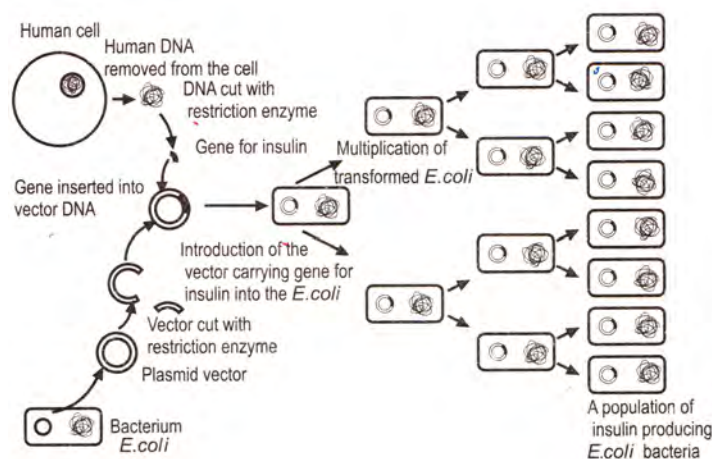 Human cell
Human DNA
removed from the cell
DNA cut with
restriction enzyme
Gene for insulin
Gene inserted into
vector DNA
Multiplication of
transformed E.coli
Introduction of the
vector carrying gene for
insulin into the E.coli
Vector cut with
restriction enzyme
Plasmid vector
Bacterium
E.coli
A population of
insulin producing
E.coli bacteria